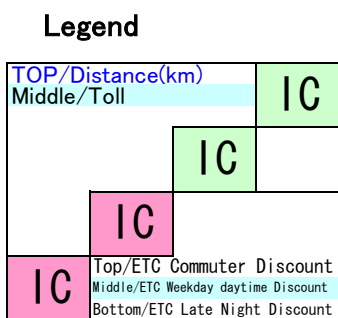 Legend
TOP/Distance(km)
Middle/Toll
IC
IC
IC
IC
Top/ETC Commuter Discount
Middle/ETC Weekday daytime Discount
Bottom/ETC Late Night Discount